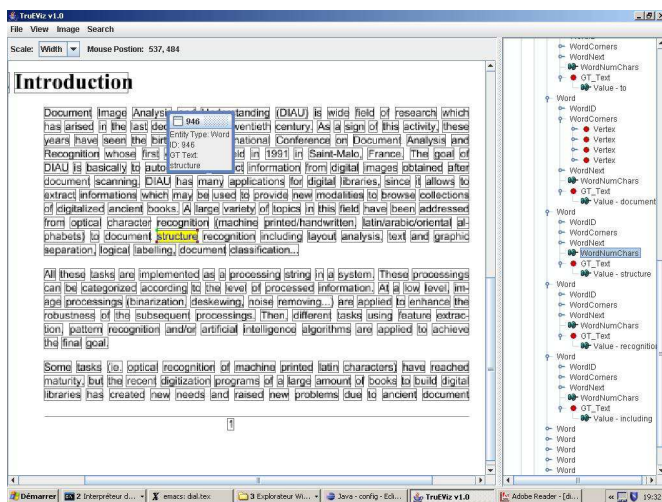 TruEViz v1.0
File View Image Search
Scale: Width Mouse Postion: 537, 484
Introduction
Document Image Analysis Understanding (DIAU) is wide field of research which
has arised in the last twentieth century. As a sign of this activity, these
years have seen the International Conference on Document Analysis and
Recognition whose first held in 1991 in Saint-Malo, France. The goal of
DIAU is basically to information from digital images obtained after
document scanning. DIAU has many applications for digital libraries, since it allows to
extract informations which may be used to provide new modalities to browse collections
of digitalized ancient books. A large variety of topics in this field have been addressed
from optical character recognition (machine printed/handwritten, latin/arabic/oriental al-
phabets) to document structure recognition including layout analysis, text and graphic
separation, logical labelling, document classification...
946
Entity Type: Word
ID: 946
GT Text:
structure
All these tasks are implemented as a processing string in a system. These processings
can be categorized according to the level of processed information. At a low level, im-
age processings (binarization, deskewing, noise removing...) are applied to enhance the
robustness of the subsequent processings. Then, different tasks using feature extrac-
tion, pattern recognition and/or artificial intelligence algorithms are applied to achieve
the final goal.
Some tasks (ie. optical recognition of machine printed latin characters) have reached
maturity, but the recent digitization programs of a large amount of books to build digital
libraries has created new needs and raised new problems due to ancient document
1
WordCorners
WordNext
WordNumChars
GT_Text
Value - to
Word
WordID
WordCorners
Vertex
Vertex
Vertex
Vertex
WordNext
WordNumChars
GT_Text
Value - document
Word
WordID
WordCorners
WordNext
WordNumChars
GT_Text
Value - structure
Word
WordID
WordCorners
WordNext
WordNumChars
GT_Text
Value - recognition
Word
WordID
WordCorners
WordNext
WordNumChars
GT_Text
Value - including
Word
Word
Word
Word
Word
Démarrer 2 Interpréteur d... emacs: dial.tex 3 Explorateur Wi... Java - config - Ecli... TruEViz v1.0 Adobe Reader - [di... 19:33